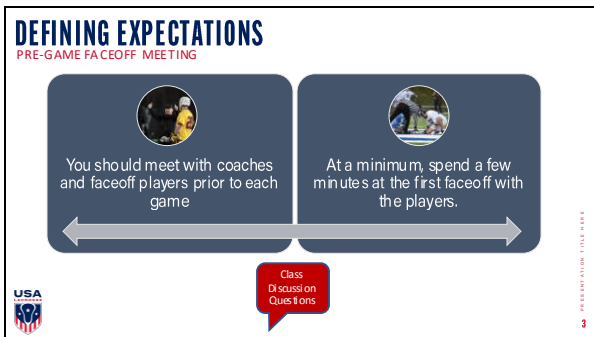 DEFINING EXPECTATIONS
PRE-GAME FACEOFF MEETING
You should meet with coaches
and faceoff players prior to each
game
At a minimum, spend a few
minutes at the first faceoff with
the players.
Class
Discussion
Questions
USA
LACROSSE
PRESENTATION TITLE HERE
3